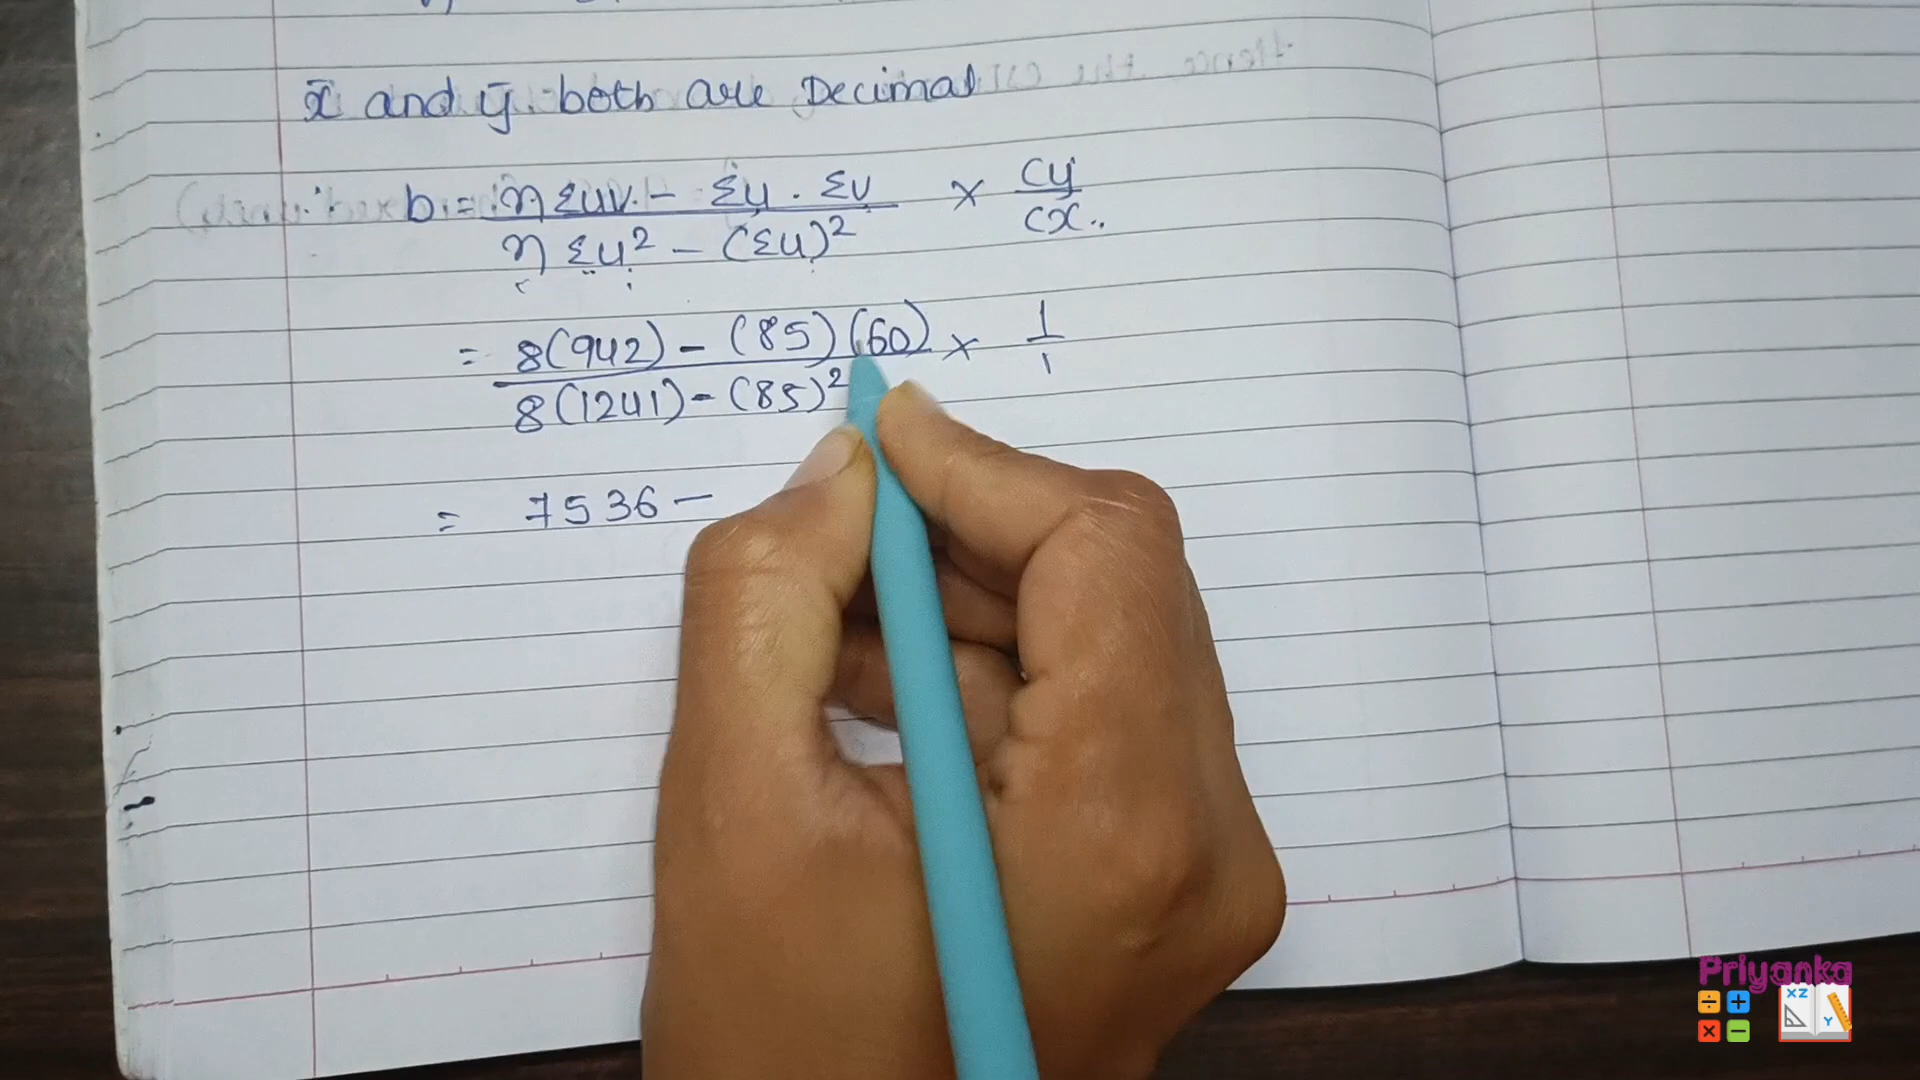 x̄ and ȳ both are Decimal
∴ b = n Σuv - Σu . Σv / n Σu² - (Σu)² × Cy / Cx
= 8(942) - (85)(60) / 8(1241) - (85)² × 1 / 1
= 7536 -
Priyanka
XZ
Y